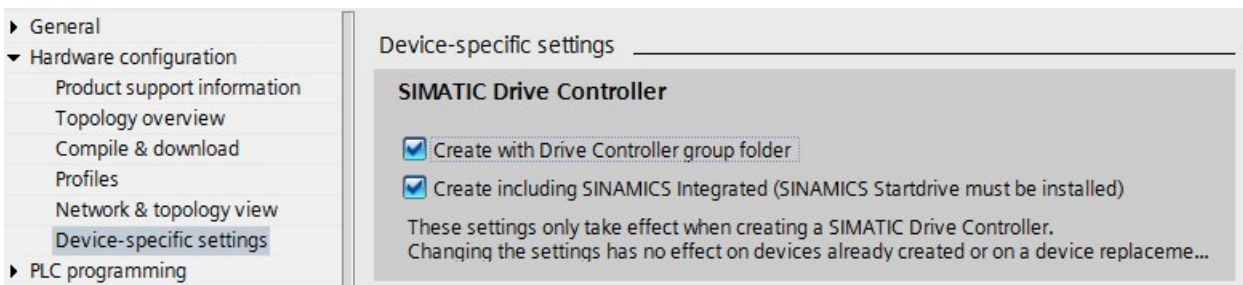 General
Hardware configuration
Product support information
Topology overview
Compile & download
Profiles
Network & topology view
Device-specific settings
PLC programming
Device-specific settings
SIMATIC Drive Controller
Create with Drive Controller group folder
Create including SINAMICS Integrated (SINAMICS Startdrive must be installed)
These settings only take effect when creating a SIMATIC Drive Controller.
Changing the settings has no effect on devices already created or on a device replaceme...